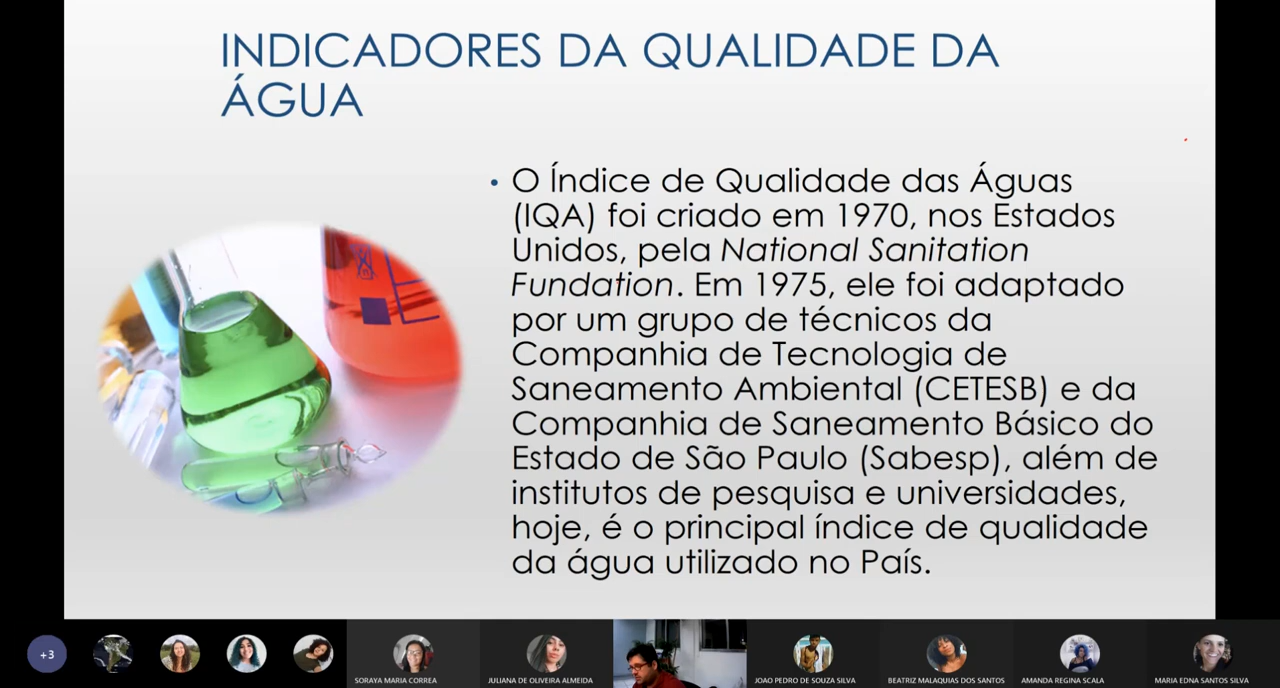 INDICADORES DA QUALIDADE DA
ÁGUA
• O Índice de Qualidade das Águas
(IQA) foi criado em 1970, nos Estados
Unidos, pela National Sanitation
Fundation. Em 1975, ele foi adaptado
por um grupo de técnicos da
Companhia de Tecnologia de
Saneamento Ambiental (CETESB) e da
Companhia de Saneamento Básico do
Estado de São Paulo (Sabesp), além de
institutos de pesquisa e universidades,
hoje, é o principal índice de qualidade
da água utilizado no País.
+3
SORAYA MARIA CORREA
JULIANA DE OLIVEIRA ALMEIDA
JOAO PEDRO DE SOUZA SILVA
BEATRIZ MALAQUIAS DOS SANTOS
AMANDA REGINA SCALA
MARIA EDNA SANTOS SILVA